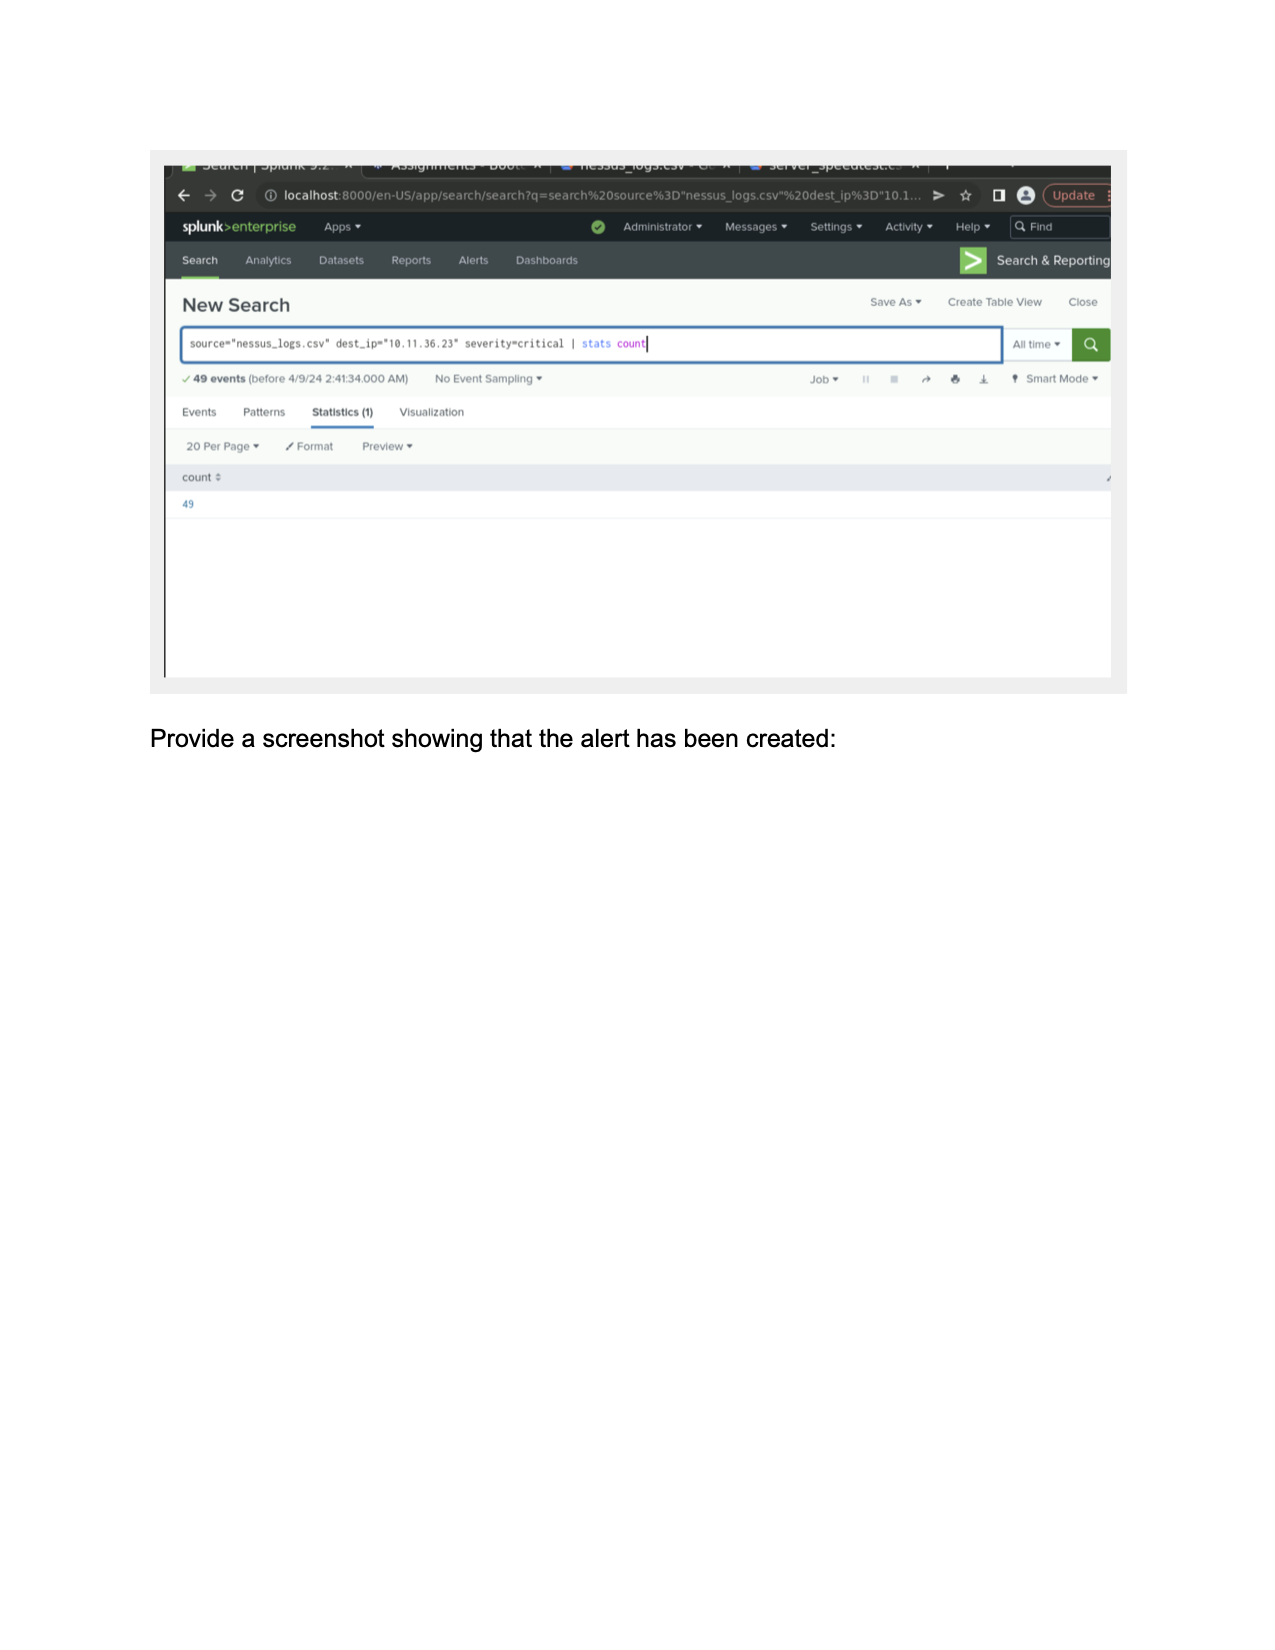 localhost:8000/en-US/app/search/search?q=search%20source%3D"nessus_logs.csv"%20dest_ip%3D"10.1... Update
splunk>enterprise Apps Administrator Messages Settings Activity Help Find
Search Analytics Datasets Reports Alerts Dashboards Search & Reporting
New Search Save As Create Table View Close
source="nessus_logs.csv" dest_ip="10.11.36.23" severity=critical | stats count All time
49 events (before 4/9/24 2:41:34.000 AM) No Event Sampling Job Smart Mode
Events Patterns Statistics (1) Visualization
20 Per Page Format Preview
count
49
Provide a screenshot showing that the alert has been created: